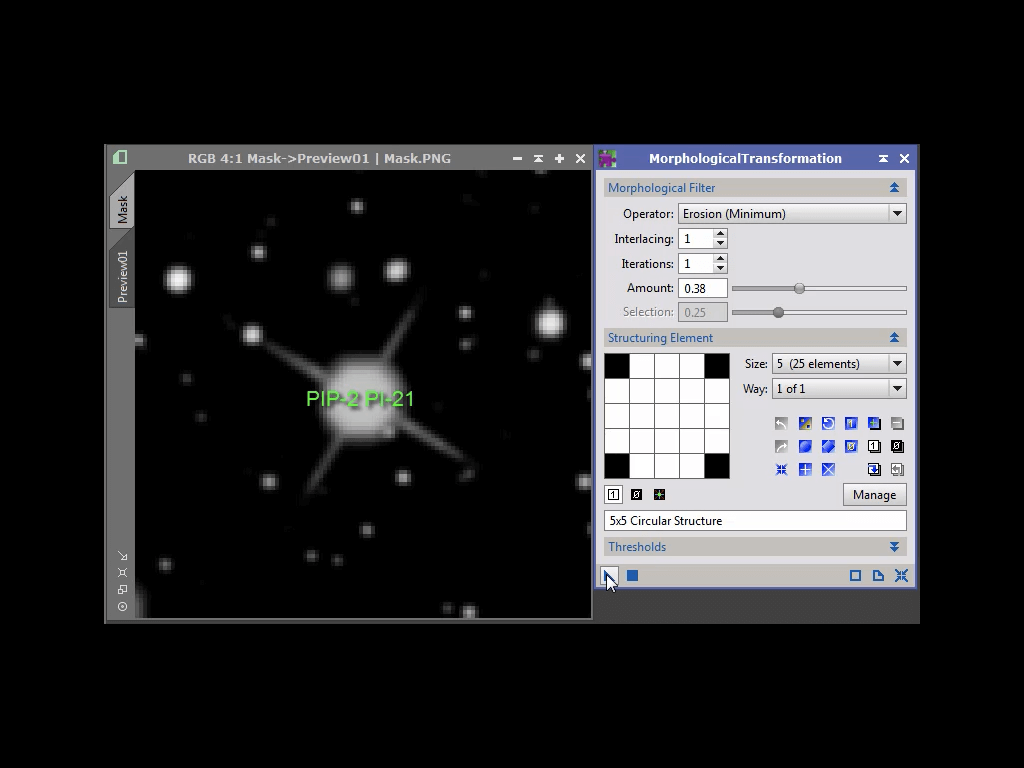 RGB 4:1 Mask->Preview01 | Mask.PNG
Mask
Preview01
PIP-2 PI-21
MorphologicalTransformation
Morphological Filter
Operator: Erosion (Minimum)
Interlacing: 1
Iterations: 1
Amount: 0.38
Selection: 0.25
Structuring Element
Size: 5 (25 elements)
Way: 1 of 1
Manage
5x5 Circular Structure
Thresholds